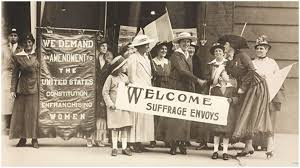 WE DEMAND
AN AMENDMENT TO
THE
UNITED STATES
CONSTITUTION
ENFRANCHISING
WOMEN
WELCOME
SUFFRAGE ENVOYS